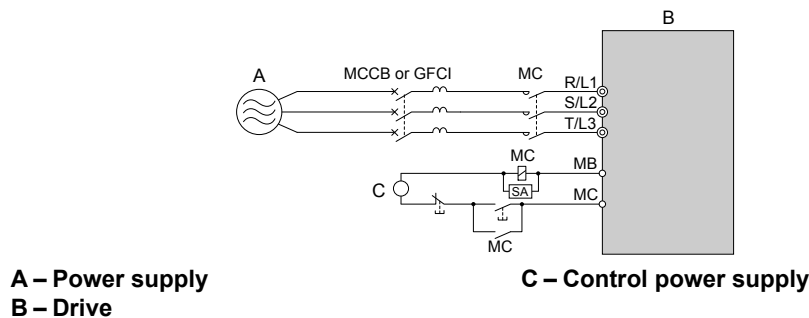 B
A
MCCB or GFCI
MC
R/L1
S/L2
T/L3
MC
MB
C
SA
MC
MC
A – Power supply
B – Drive
C – Control power supply